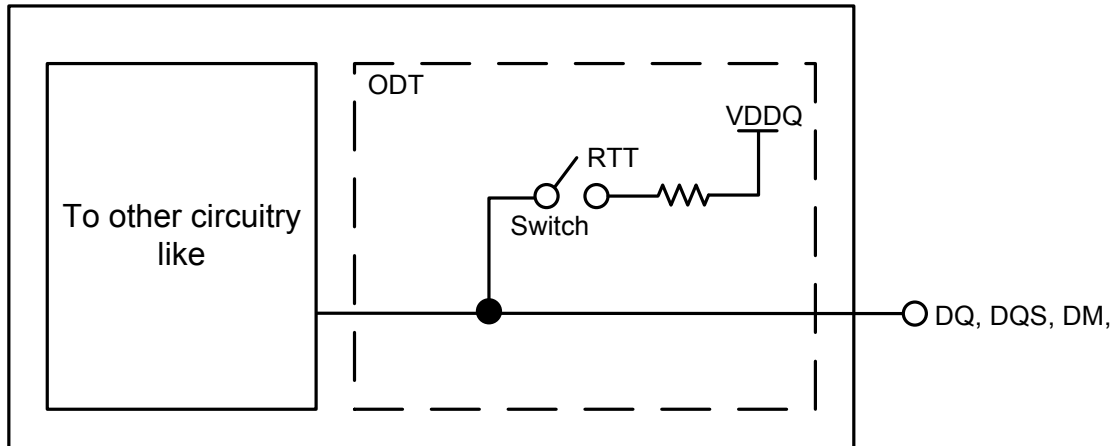 ODT
VDDQ
RTT
Switch
To other circuitry
like
DQ, DQS, DM,